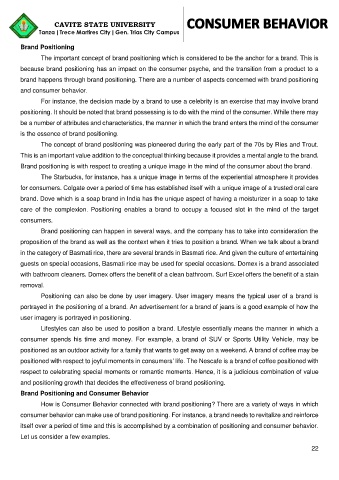 CAVITE STATE UNIVERSITY
Tanza | Trece Martires City | Gen. Trias City Campus
CONSUMER BEHAVIOR
Brand Positioning
The important concept of brand positioning which is considered to be the anchor for a brand. This is
because brand positioning has an impact on the consumer psyche, and the transition from a product to a
brand happens through brand positioning. There are a number of aspects concerned with brand positioning
and consumer behavior.
For instance, the decision made by a brand to use a celebrity is an exercise that may involve brand
positioning. It should be noted that brand possessing is to do with the mind of the consumer. While there may
be a number of attributes and characteristics, the manner in which the brand enters the mind of the consumer
is the essence of brand positioning.
The concept of brand positioning was pioneered during the early part of the 70s by Ries and Trout.
This is an important value addition to the conceptual thinking because it provides a mental angle to the brand.
Brand positioning is with respect to creating a unique image in the mind of the consumer about the brand.
The Starbucks, for instance, has a unique image in terms of the experiential atmosphere it provides
for consumers. Colgate over a period of time has established itself with a unique image of a trusted oral care
brand. Dove which is a soap brand in India has the unique aspect of having a moisturizer in a soap to take
care of the complexion. Positioning enables a brand to occupy a focused slot in the mind of the target
consumers.
Brand positioning can happen in several ways, and the company has to take into consideration the
proposition of the brand as well as the context when it tries to position a brand. When we talk about a brand
in the category of Basmati rice, there are several brands in Basmati rice. And given the culture of entertaining
guests on special occasions, Basmati rice may be used for special occasions. Domex is a brand associated
with bathroom cleaners. Domex offers the benefit of a clean bathroom. Surf Excel offers the benefit of a stain
removal.
Positioning can also be done by user imagery. User imagery means the typical user of a brand is
portrayed in the positioning of a brand. An advertisement for a brand of jeans is a good example of how the
user imagery is portrayed in positioning.
Lifestyles can also be used to position a brand. Lifestyle essentially means the manner in which a
consumer spends his time and money. For example, a brand of SUV or Sports Utility Vehicle, may be
positioned as an outdoor activity for a family that wants to get away on a weekend. A brand of coffee may be
positioned with respect to joyful moments in consumers' life. The Nescafe is a brand of coffee positioned with
respect to celebrating special moments or romantic moments. Hence, it is a judicious combination of value
and positioning growth that decides the effectiveness of brand positioning.
Brand Positioning and Consumer Behavior
How is Consumer Behavior connected with brand positioning? There are a variety of ways in which
consumer behavior can make use of brand positioning. For instance, a brand needs to revitalize and reinforce
itself over a period of time and this is accomplished by a combination of positioning and consumer behavior.
Let us consider a few examples.
22